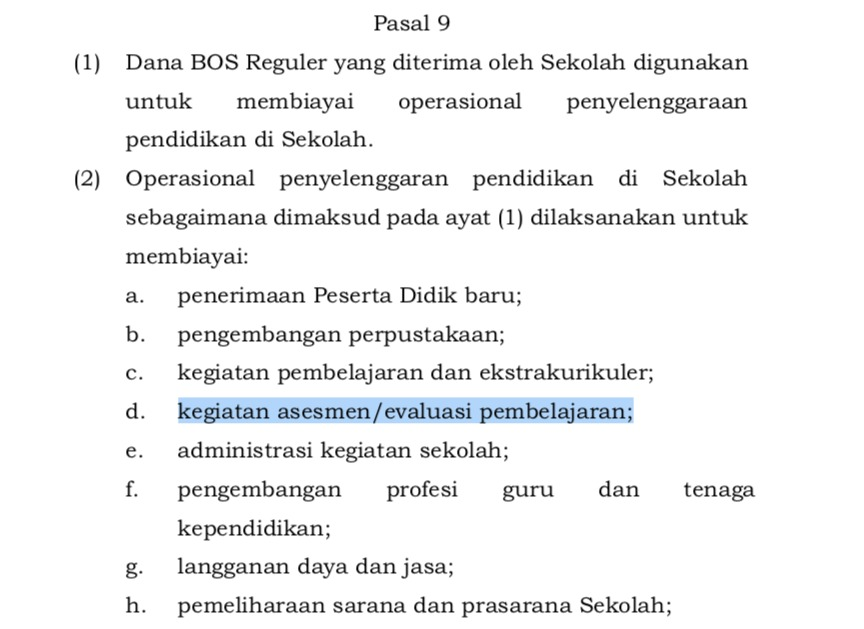 Pasal 9
(1) Dana BOS Reguler yang diterima oleh Sekolah digunakan
untuk membiayai operasional penyelenggaraan
pendidikan di Sekolah.
(2) Operasional penyelenggaran pendidikan di Sekolah
sebagaimana dimaksud pada ayat (1) dilaksanakan untuk
membiayai:
a. penerimaan Peserta Didik baru;
b. pengembangan perpustakaan;
c. kegiatan pembelajaran dan ekstrakurikuler;
d. kegiatan asesmen/evaluasi pembelajaran;
e. administrasi kegiatan sekolah;
f. pengembangan profesi guru dan tenaga
kependidikan;
g. langganan daya dan jasa;
h. pemeliharaan sarana dan prasarana Sekolah;